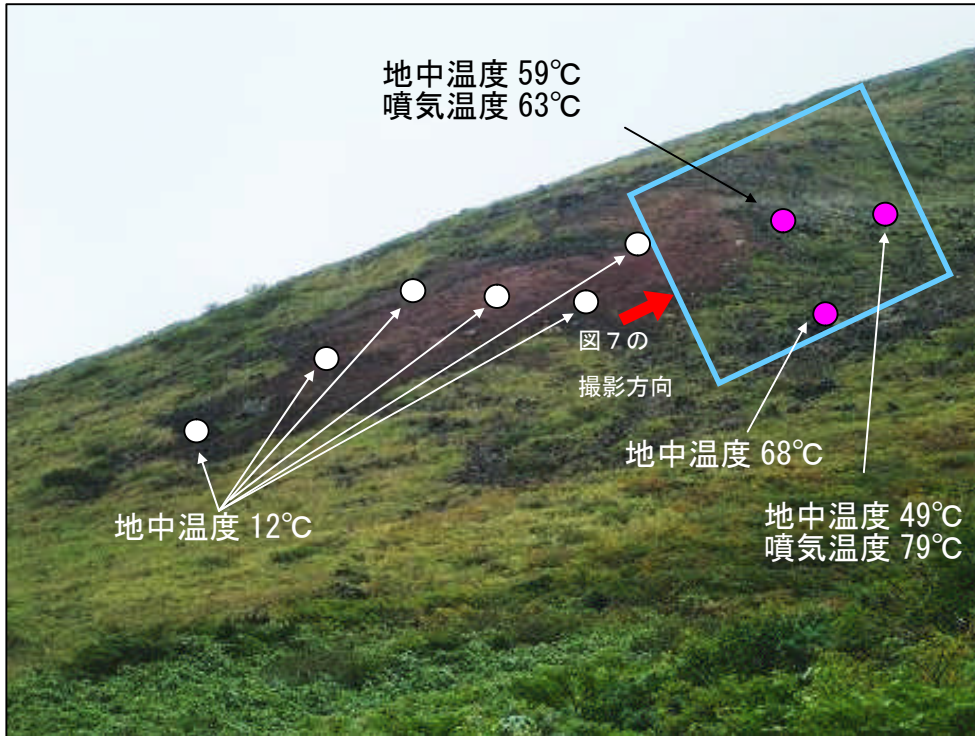 地中温度 59℃
噴気温度 63℃
図7の
撮影方向
地中温度 68℃
地中温度 12℃
地中温度 49℃
噴気温度 79℃